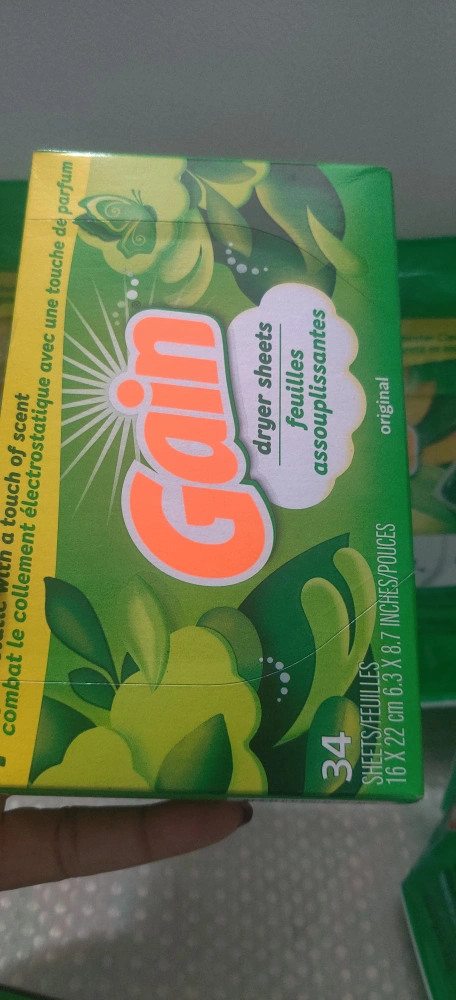 with a touch of scent
combat le collement électrostatique avec une touche de parfum
Gain
dryer sheets
feuilles
assouplissantes
original
34
SHEETS/FEUILLES
16 X 22 cm 6.3 X 8.7 INCHES/POUCES